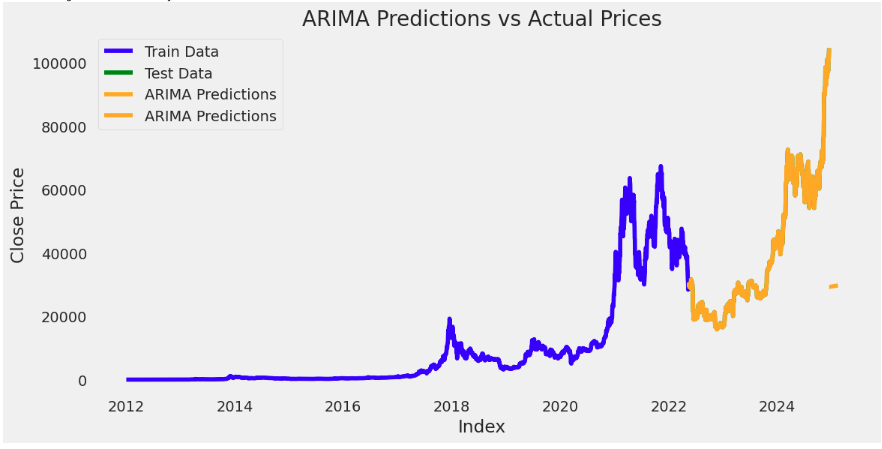 ARIMA Predictions vs Actual Prices
Train Data
Test Data
ARIMA Predictions
ARIMA Predictions
Close Price
100000
80000
60000
40000
20000
0
2012 2014 2016 2018 2020 2022 2024
Index